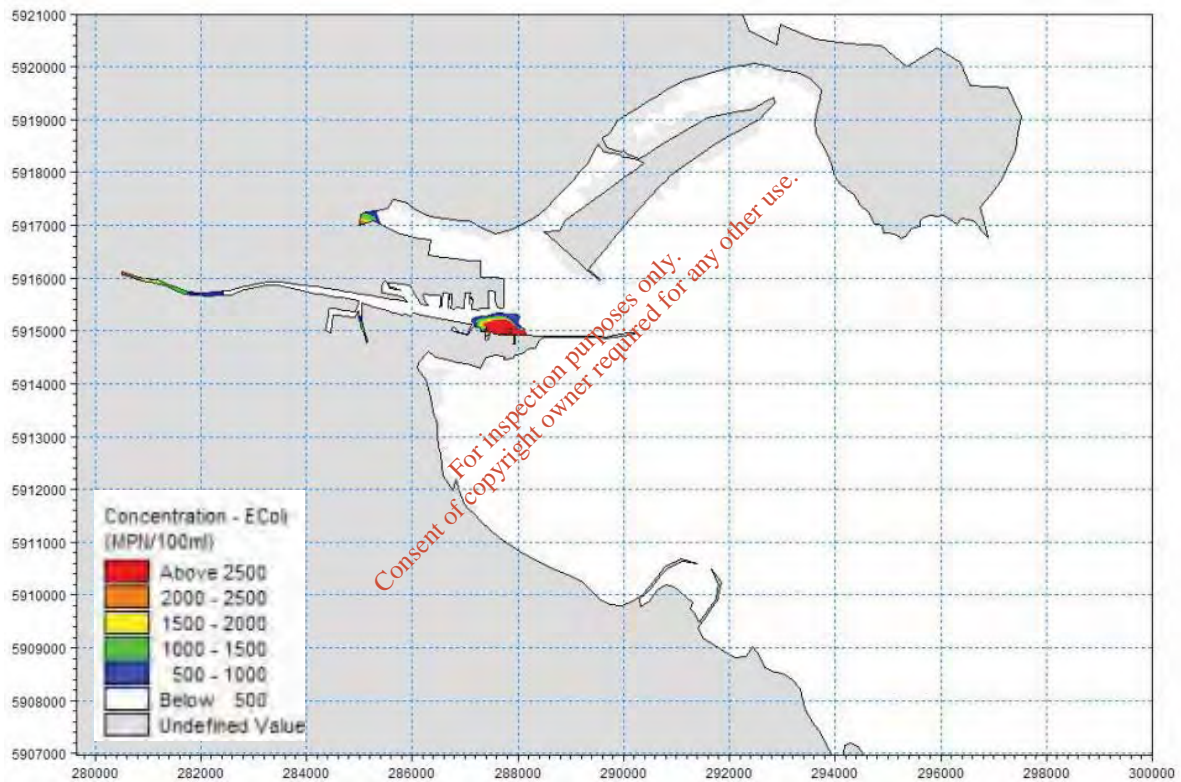 5921000
5920000
5919000
5918000
5917000
5916000
5915000
5914000
5913000
5912000
5911000
5910000
5909000
5908000
5907000
For inspection purposes only.
Consent of copyright owner required for any other use.
Concentration - EColi
(MPN/100ml)
Above 2500
2000 - 2500
1500 - 2000
1000 - 1500
500 - 1000
Below 500
Undefined Value
280000 282000 284000 286000 288000 290000 292000 294000 296000 298000 300000